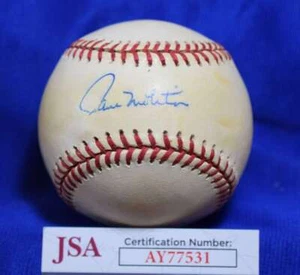 Paul Molitor
JSA
Certification Number:
AY77531